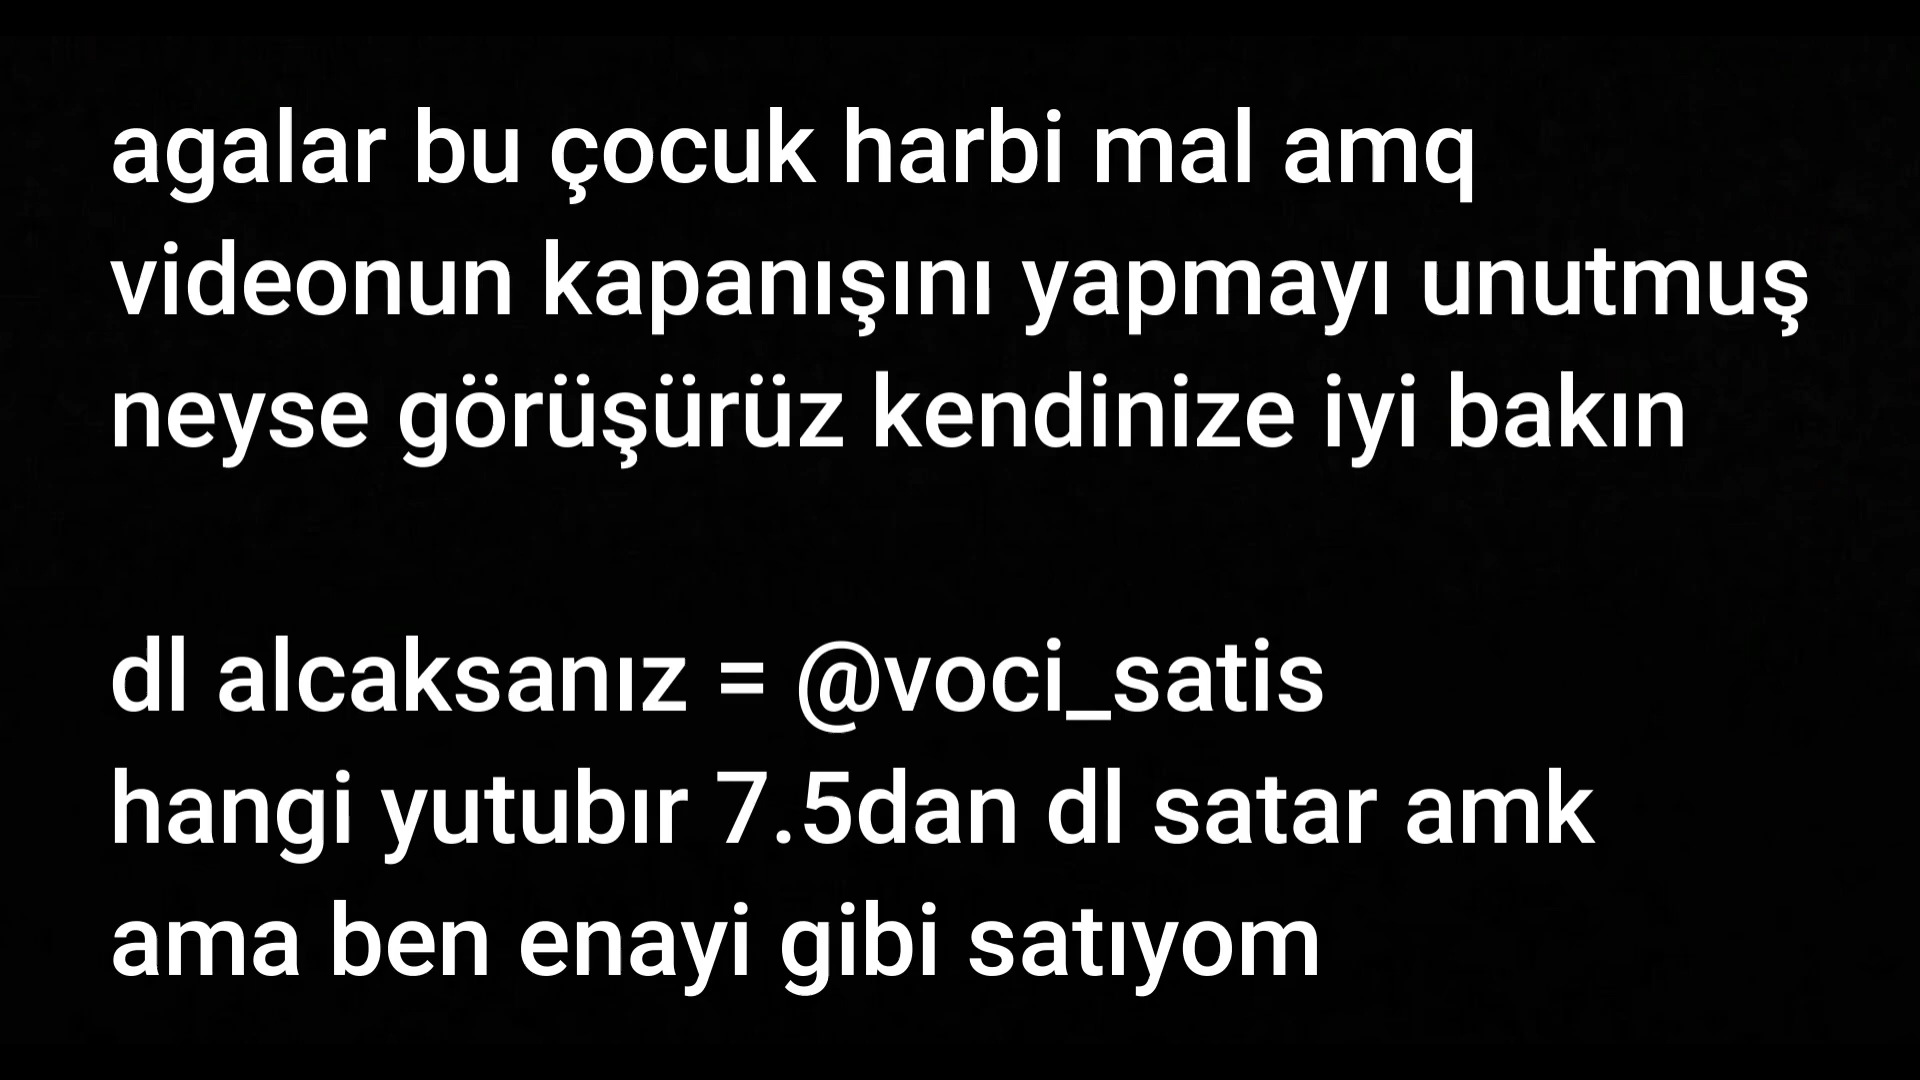 agalar bu çocuk harbi mal amq
videonun kapanışını yapmayı unutmuş
neyse görüşürüz kendinize iyi bakın
dl alcaksanız = @voci_satis
hangi yutubır 7.5dan dl satar amk
ama ben enayi gibi satıyom